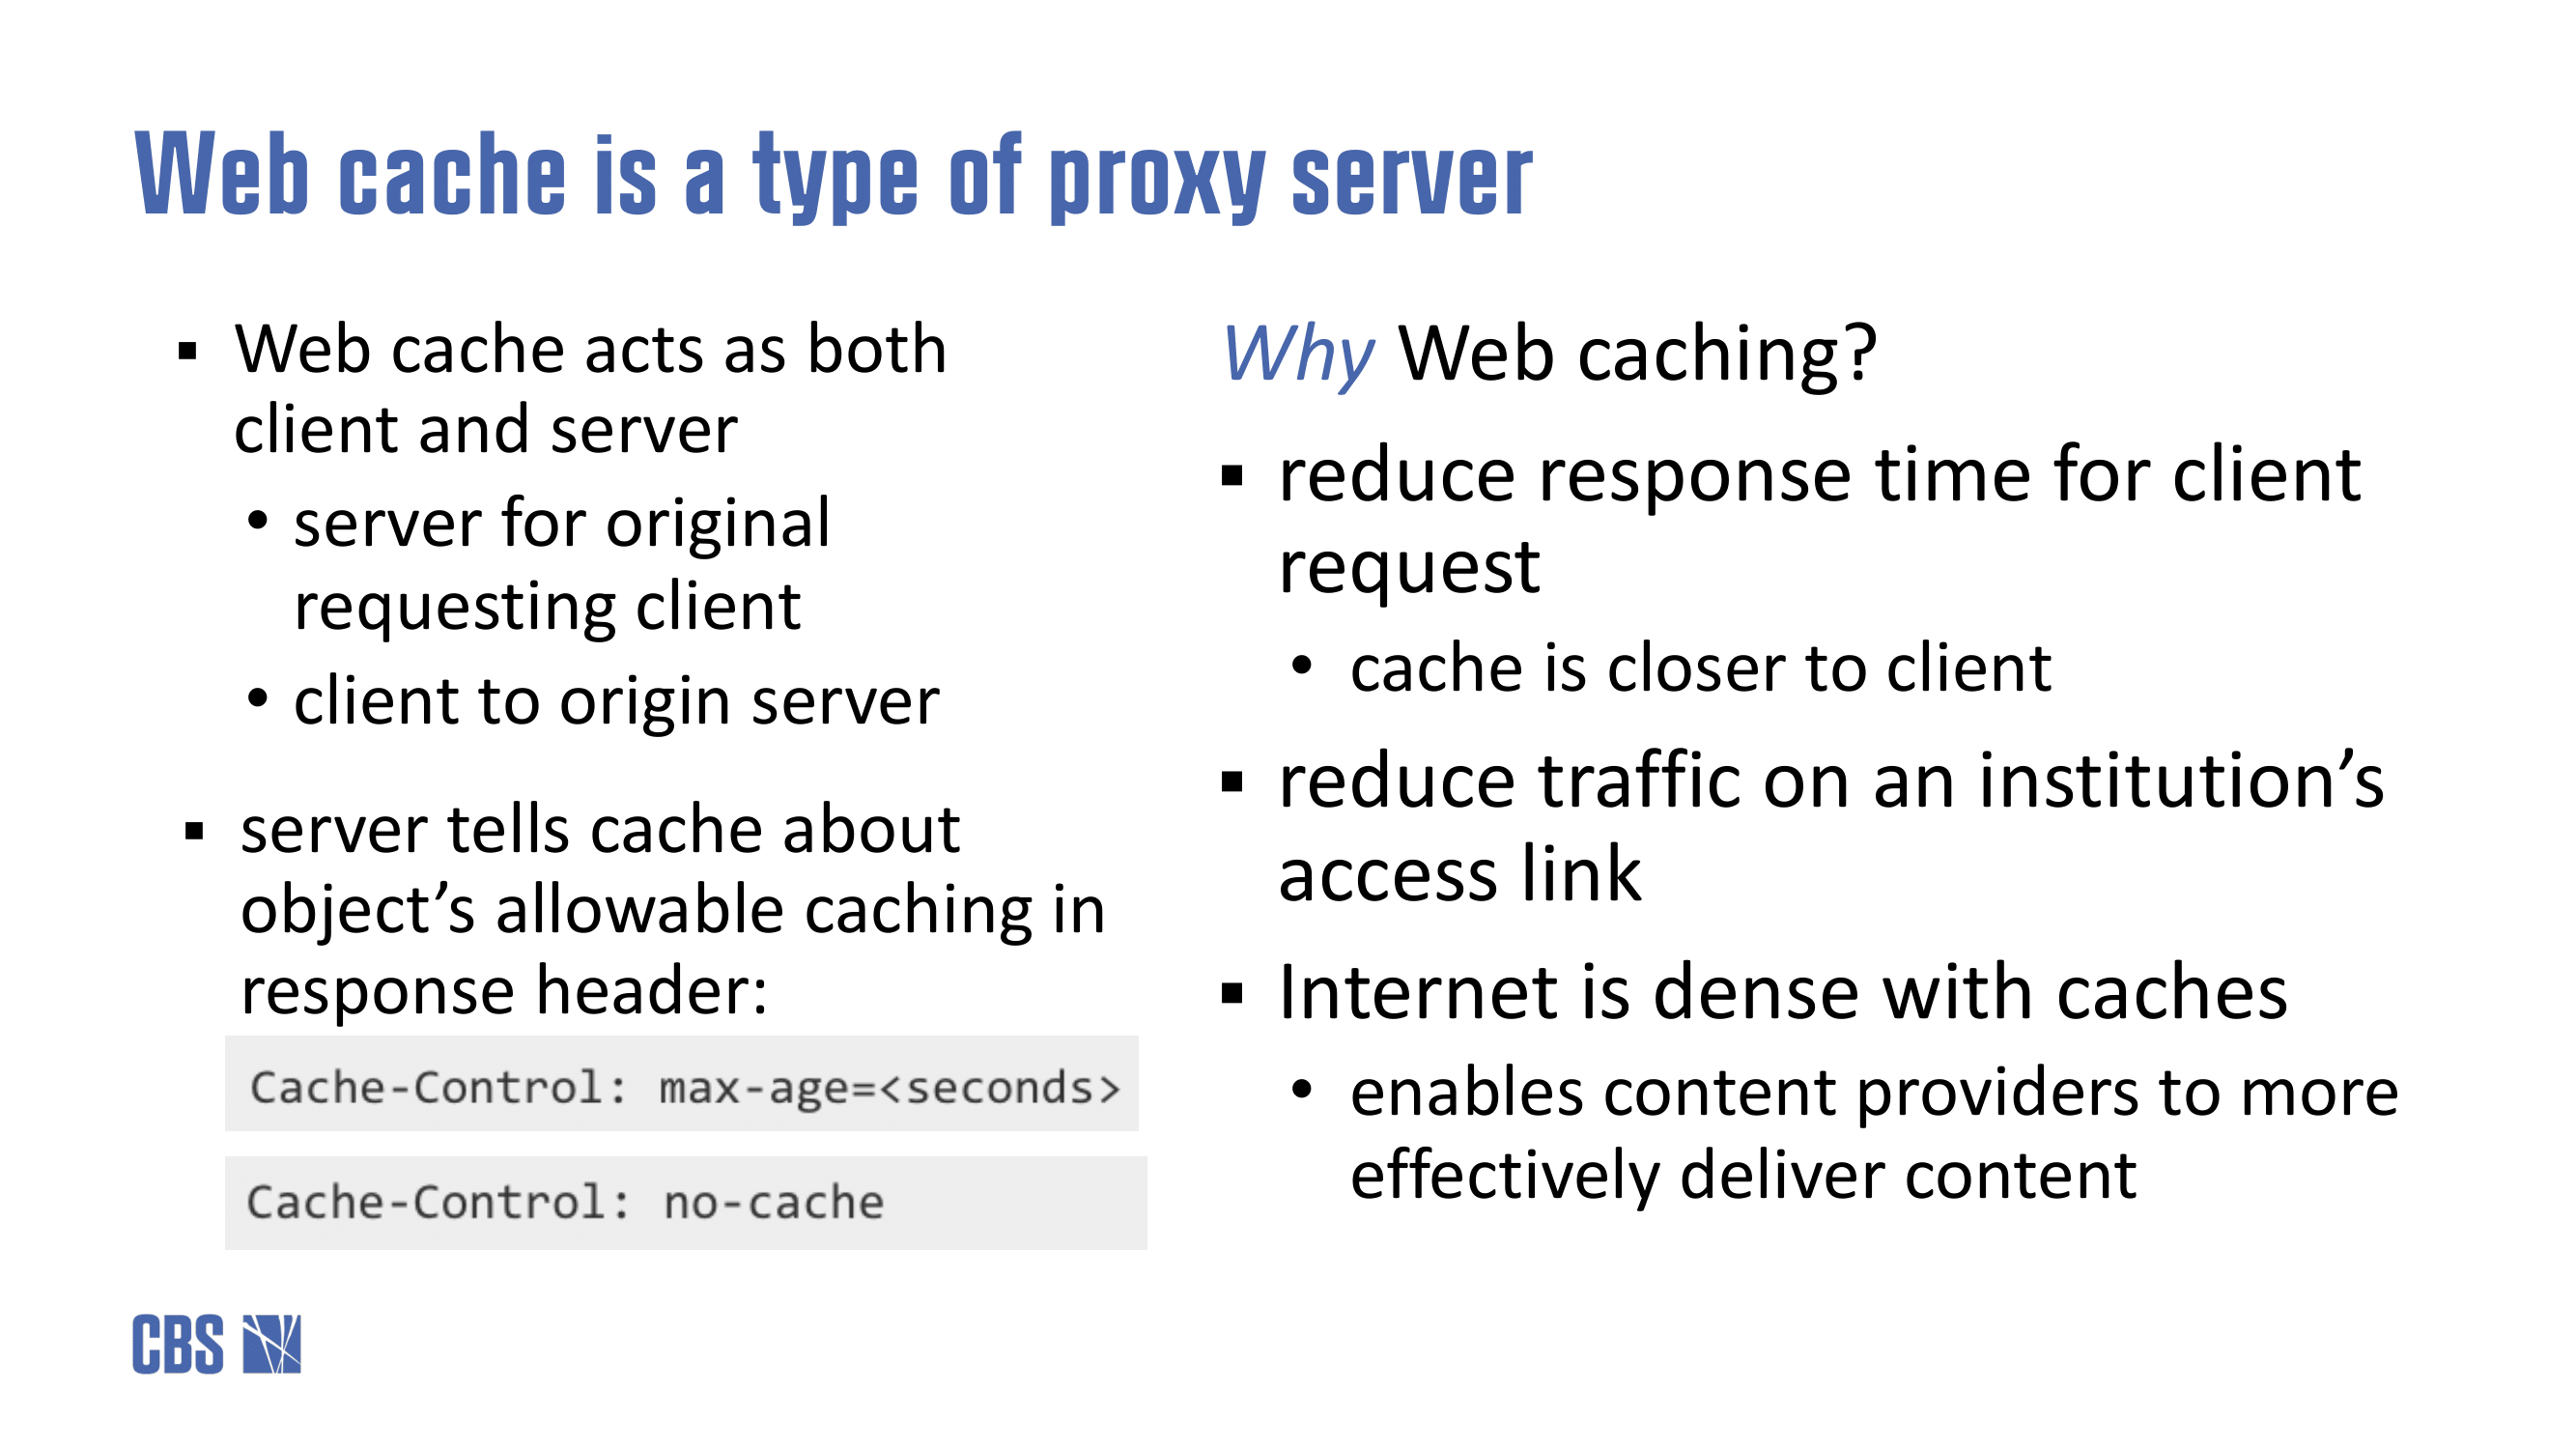 Web cache is a type of proxy server
▪ Web cache acts as both
client and server
• server for original
requesting client
• client to origin server
▪ server tells cache about
object’s allowable caching in
response header:
Cache-Control: max-age=<seconds>
Cache-Control: no-cache
Why Web caching?
▪ reduce response time for client
request
• cache is closer to client
▪ reduce traffic on an institution’s
access link
▪ Internet is dense with caches
• enables content providers to more
effectively deliver content
CBS